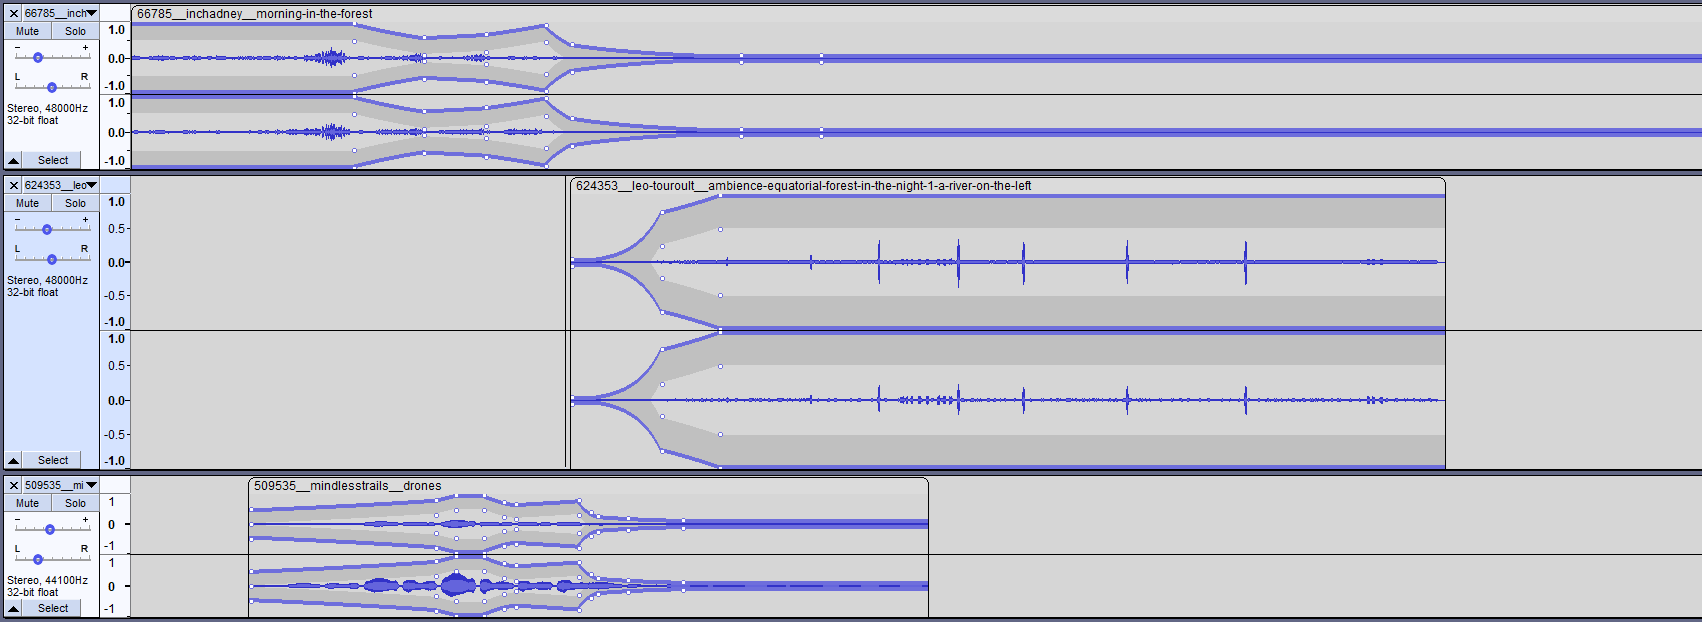 66785__inch
66785__inchadney__morning-in-the-forest
Mute Solo
- +
L R
Stereo, 48000Hz
32-bit float
Select
1.0
0.0
-1.0
1.0
0.0
-1.0
624353__leo
624353__leo-touroult__ambience-equatorial-forest-in-the-night-1-a-river-on-the-left
Mute Solo
- +
L R
Stereo, 48000Hz
32-bit float
Select
1.0
0.5
0.0
-0.5
-1.0
1.0
0.5
0.0
-0.5
-1.0
509535__mi
509535__mindlesstrails__drones
Mute Solo
- +
L R
Stereo, 44100Hz
32-bit float
Select
1
0
-1
1
0
-1